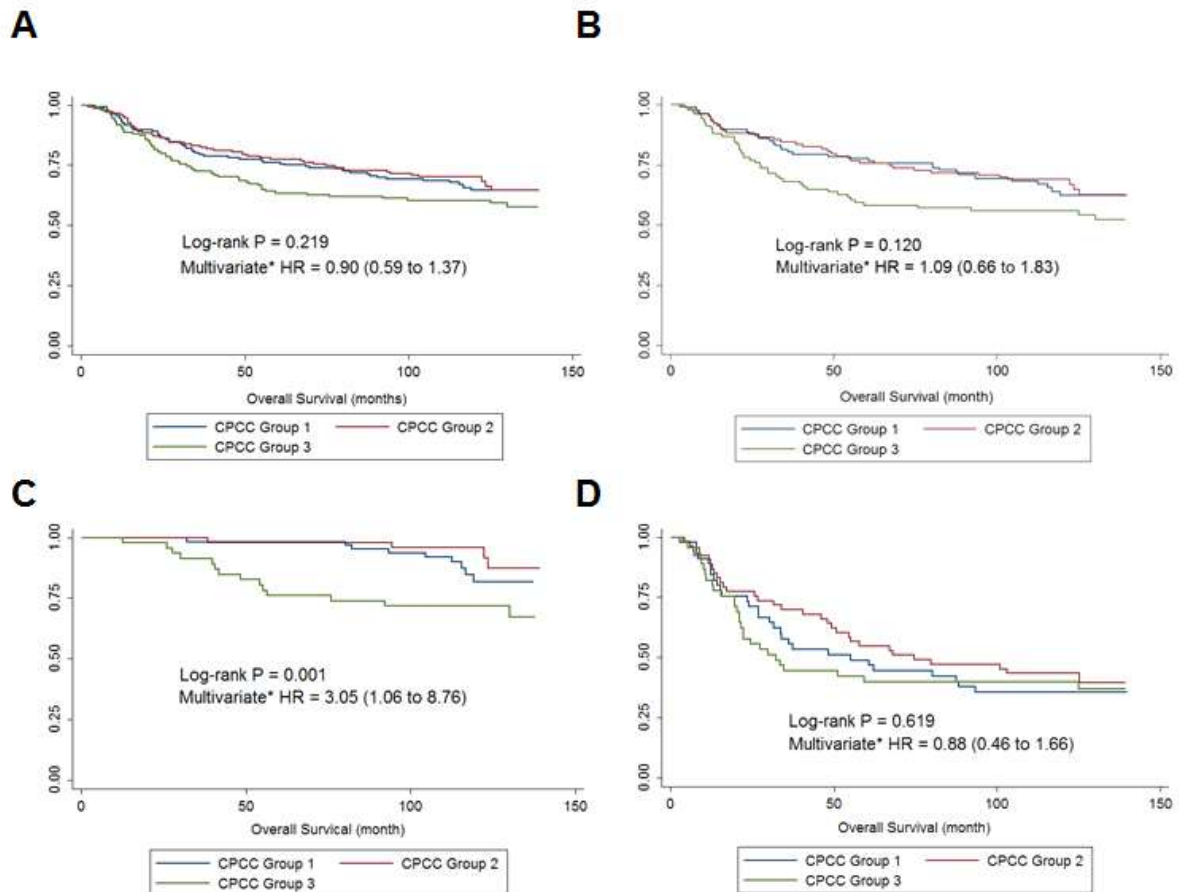 A
1.00
0.75
0.50
0.25
0.00
Log-rank P = 0.219
Multivariate* HR = 0.90 (0.59 to 1.37)
0 50 100 150
Overall Survival (months)
CPCC Group 1 CPCC Group 2
CPCC Group 3
B
1.00
0.75
0.50
0.25
0.00
Log-rank P = 0.120
Multivariate* HR = 1.09 (0.66 to 1.83)
0 50 100 150
Overall Survival (month)
CPCC Group 1 CPCC Group 2
CPCC Group 3
C
1.00
0.75
0.50
0.25
0.00
Log-rank P = 0.001
Multivariate* HR = 3.05 (1.06 to 8.76)
0 50 100 150
Overall Survical (month)
CPCC Group 1 CPCC Group 2
CPCC Group 3
D
1.00
0.75
0.50
0.25
0.00
Log-rank P = 0.619
Multivariate* HR = 0.88 (0.46 to 1.66)
0 50 100 150
Overall Survival (month)
CPCC Group 1 CPCC Group 2
CPCC Group 3